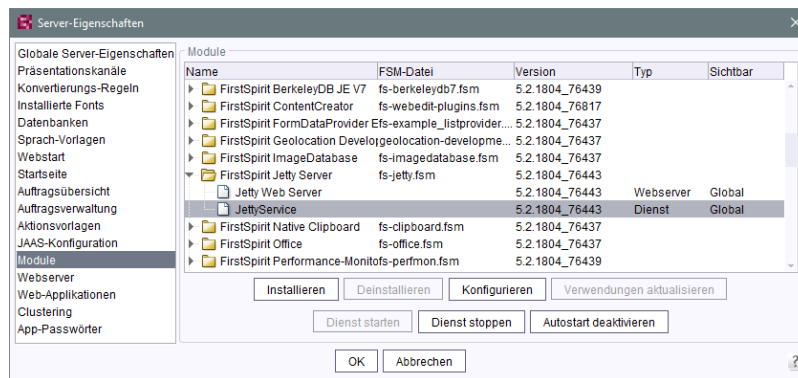 Server-Eigenschaften
Globale Server-Eigenschaften
Präsentationskanäle
Konvertierungs-Regeln
Installierte Fonts
Datenbanken
Sprach-Vorlagen
Webstart
Startseite
Auftragsübersicht
Auftragsverwaltung
Aktionsvorlagen
JAAS-Konfiguration
Module
Webserver
Web-Applikationen
Clustering
App-Passwörter
Module
Name FSM-Datei Version Typ Sichtbar
FirstSpirit BerkeleyDB JE V7 fs-berkeleydb7.fsm 5.2.1804_76439
FirstSpirit ContentCreator fs-webedit-plugins.fsm 5.2.1804_76817
FirstSpirit FormDataProvider E fs-example_listprovider.... 5.2.1804_76437
FirstSpirit Geolocation Develop geolocation-developme... 5.2.1804_76437
FirstSpirit ImageDatabase fs-imagedatabase.fsm 5.2.1804_76437
FirstSpirit Jetty Server fs-jetty.fsm 5.2.1804_76443
Jetty Web Server 5.2.1804_76443 Webserver Global
JettyService 5.2.1804_76443 Dienst Global
FirstSpirit Native Clipboard fs-clipboard.fsm 5.2.1804_76437
FirstSpirit Office fs-office.fsm 5.2.1804_76437
FirstSpirit Performance-Monito fs-perfmon.fsm 5.2.1804_76439
Installieren Deinstallieren Konfigurieren Verwendungen aktualisieren
Dienst starten Dienst stoppen Autostart deaktivieren
OK Abbrechen
?